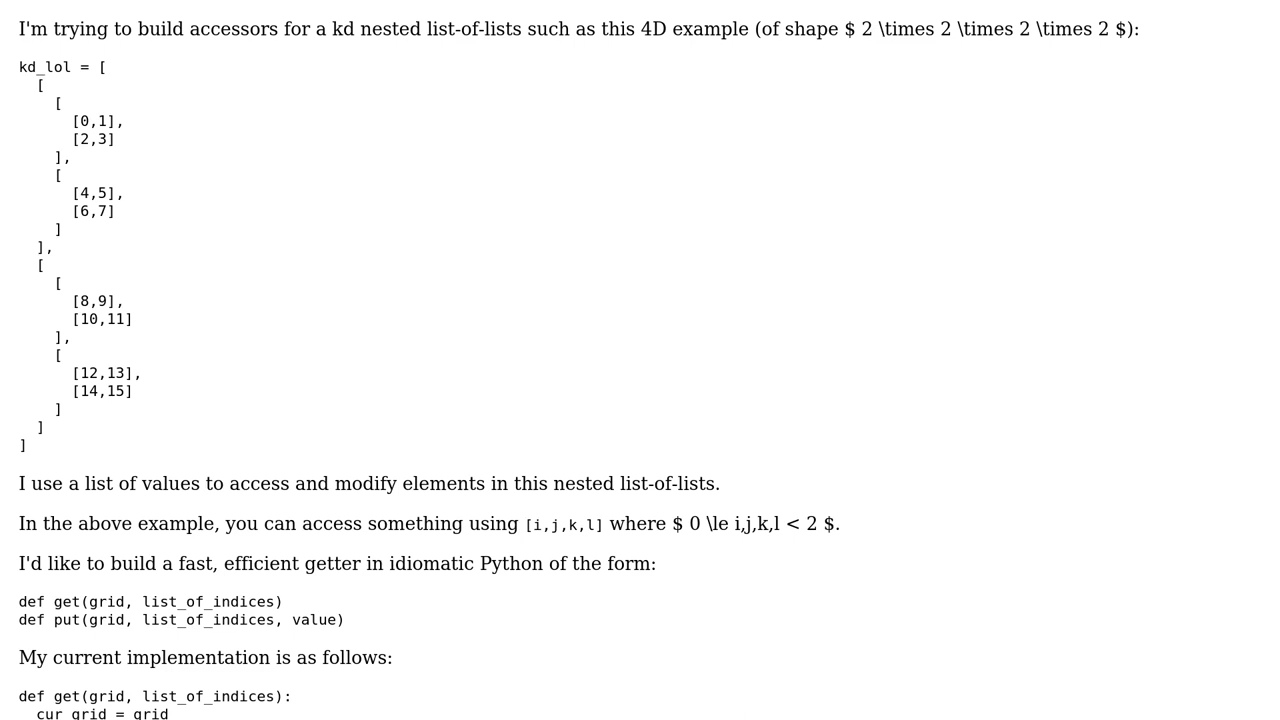 I'm trying to build accessors for a kd nested list-of-lists such as this 4D example (of shape $ 2 \times 2 \times 2 \times 2 $):
kd_lol = [
  [
    [
      [0,1],
      [2,3]
    ],
    [
      [4,5],
      [6,7]
    ]
  ],
  [
    [
      [8,9],
      [10,11]
    ],
    [
      [12,13],
      [14,15]
    ]
  ]
]
I use a list of values to access and modify elements in this nested list-of-lists.
In the above example, you can access something using [i,j,k,l] where $ 0 \le i,j,k,l < 2 $.
I'd like to build a fast, efficient getter in idiomatic Python of the form:
def get(grid, list_of_indices)
def put(grid, list_of_indices, value)
My current implementation is as follows:
def get(grid, list_of_indices):
  cur_grid = grid